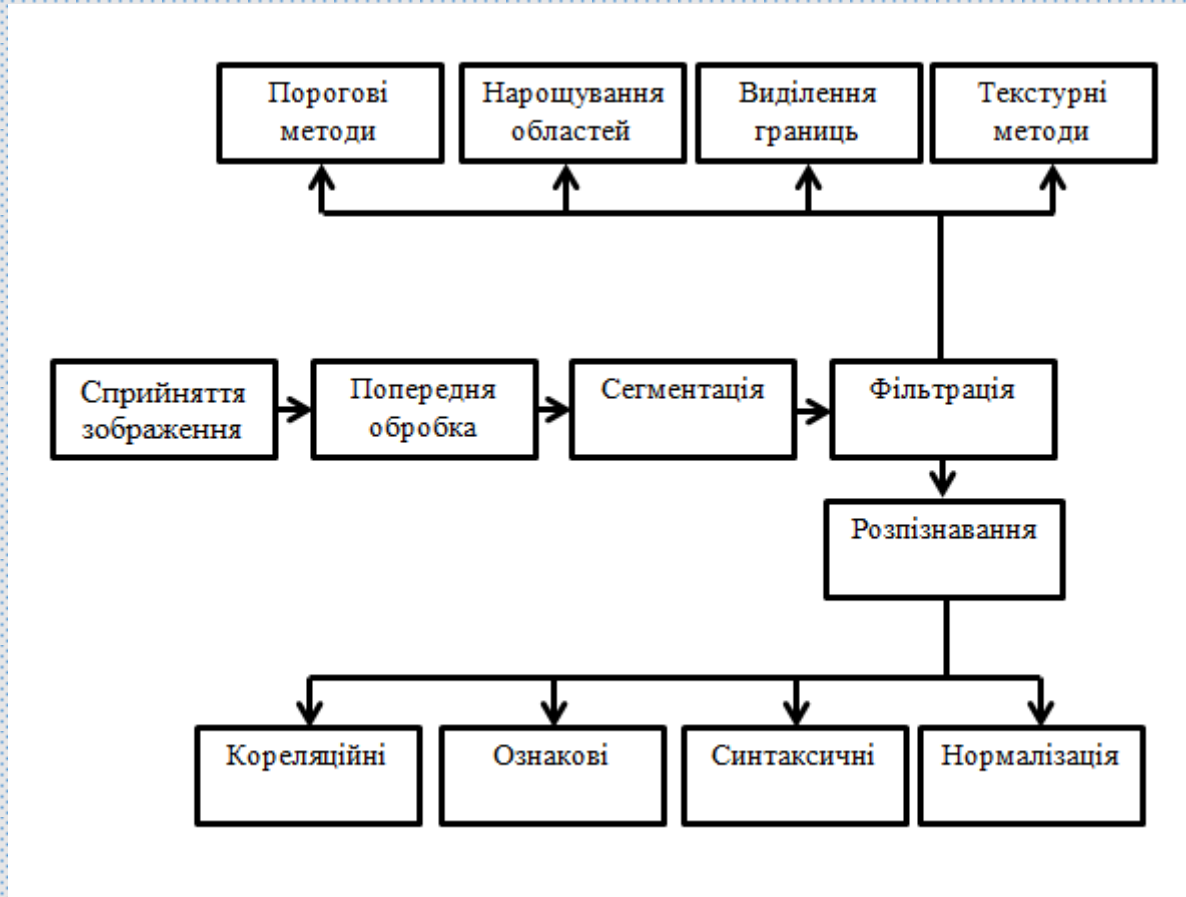 Порогові
методи
Нарощування
областей
Виділення
границь
Текстурні
методи
Сприйняття
зображення
Попередня
обробка
Сегментація
Фільтрація
Розпізнавання
Кореляційні
Ознакові
Синтаксичні
Нормалізація